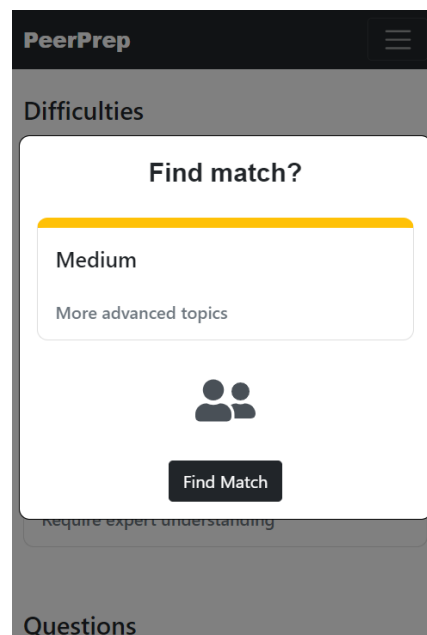 PeerPrep
Difficulties
Find match?
Medium
More advanced topics
Find Match
Require expert understanding
Questions